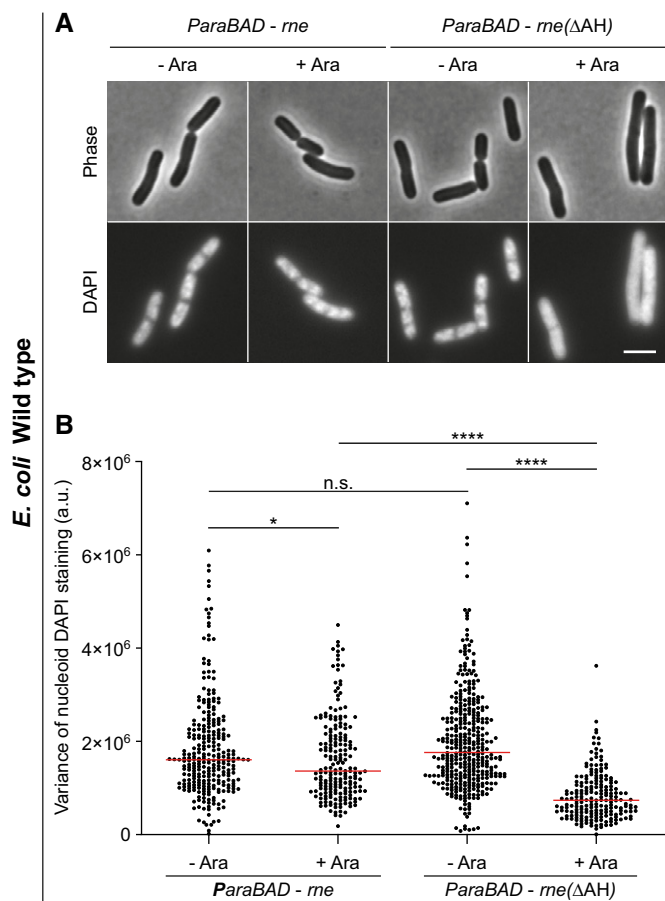 A
ParaBAD - rne
ParaBAD - rne(ΔAH)
- Ara
+ Ara
- Ara
+ Ara
Phase
DAPI
E. coli Wild type
B
****
****
n.s.
*
Variance of nucleoid DAPI staining (a.u.)
8×10⁶
6×10⁶
4×10⁶
2×10⁶
0
- Ara
+ Ara
- Ara
+ Ara
ParaBAD - rne
ParaBAD - rne(ΔAH)